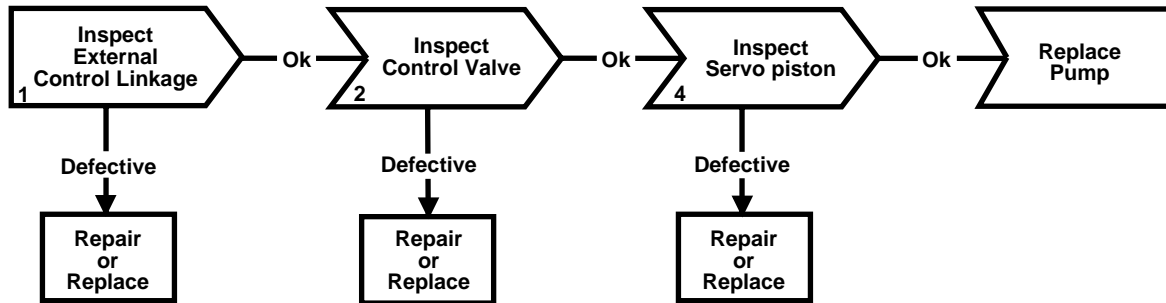 Inspect
External
Control Linkage
1
Ok
Inspect
Control Valve
2
Ok
Inspect
Servo piston
4
Ok
Replace
Pump
Defective
Defective
Defective
Repair
or
Replace
Repair
or
Replace
Repair
or
Replace